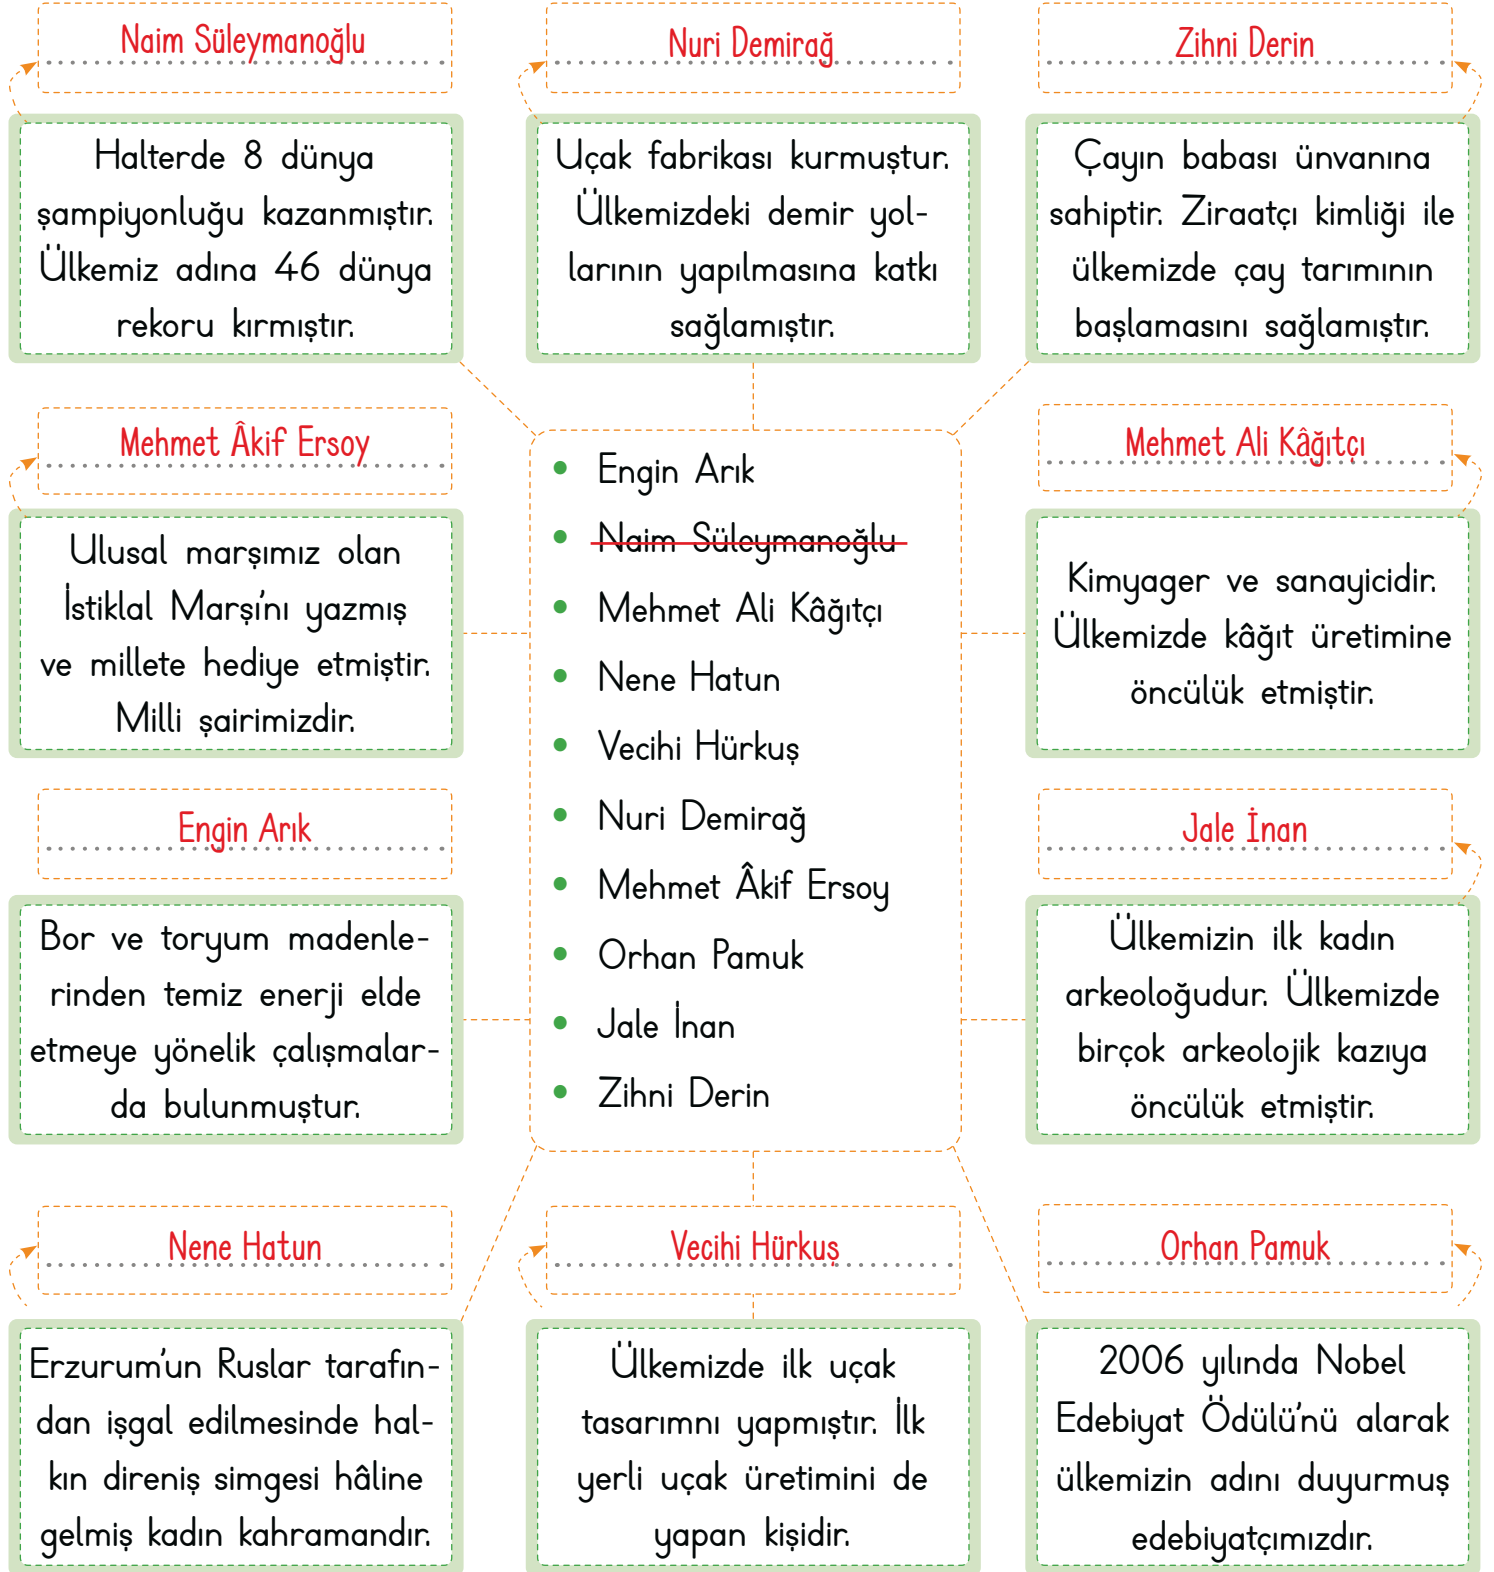 Naim Süleymanoğlu
Halterde 8 dünya
şampiyonluğu kazanmıştır.
Ülkemiz adına 46 dünya
rekoru kırmıştır.
Nuri Demirağ
Uçak fabrikası kurmuştur.
Ülkemizdeki demir yol-
larının yapılmasına katkı
sağlamıştır.
Zihni Derin
Çayın babası ünvanına
sahiptir. Ziraatçı kimliği ile
ülkemizde çay tarımının
başlamasını sağlamıştır.
Mehmet Âkif Ersoy
Ulusal marşımız olan
İstiklal Marşı'nı yazmış
ve millete hediye etmiştir.
Milli şairimizdir.
Engin Arık
Naim Süleymanoğlu
Mehmet Ali Kâğıtçı
Nene Hatun
Vecihi Hürkuş
Nuri Demirağ
Mehmet Âkif Ersoy
Orhan Pamuk
Jale İnan
Zihni Derin
Mehmet Ali Kâğıtçı
Kimyager ve sanayicidir.
Ülkemizde kâğıt üretimine
öncülük etmiştir.
Engin Arık
Bor ve toryum madenle-
rinden temiz enerji elde
etmeye yönelik çalışmalar-
da bulunmuştur.
Jale İnan
Ülkemizin ilk kadın
arkeoloğudur. Ülkemizde
birçok arkeolojik kazıya
öncülük etmiştir.
Nene Hatun
Erzurum'un Ruslar tarafın-
dan işgal edilmesinde hal-
kın direniş simgesi hâline
gelmiş kadın kahramandır.
Vecihi Hürkuş
Ülkemizde ilk uçak
tasarımnı yapmıştır. İlk
yerli uçak üretimini de
yapan kişidir.
Orhan Pamuk
2006 yılında Nobel
Edebiyat Ödülü'nü alarak
ülkemizin adını duyurmuş
edebiyatçımızdır.